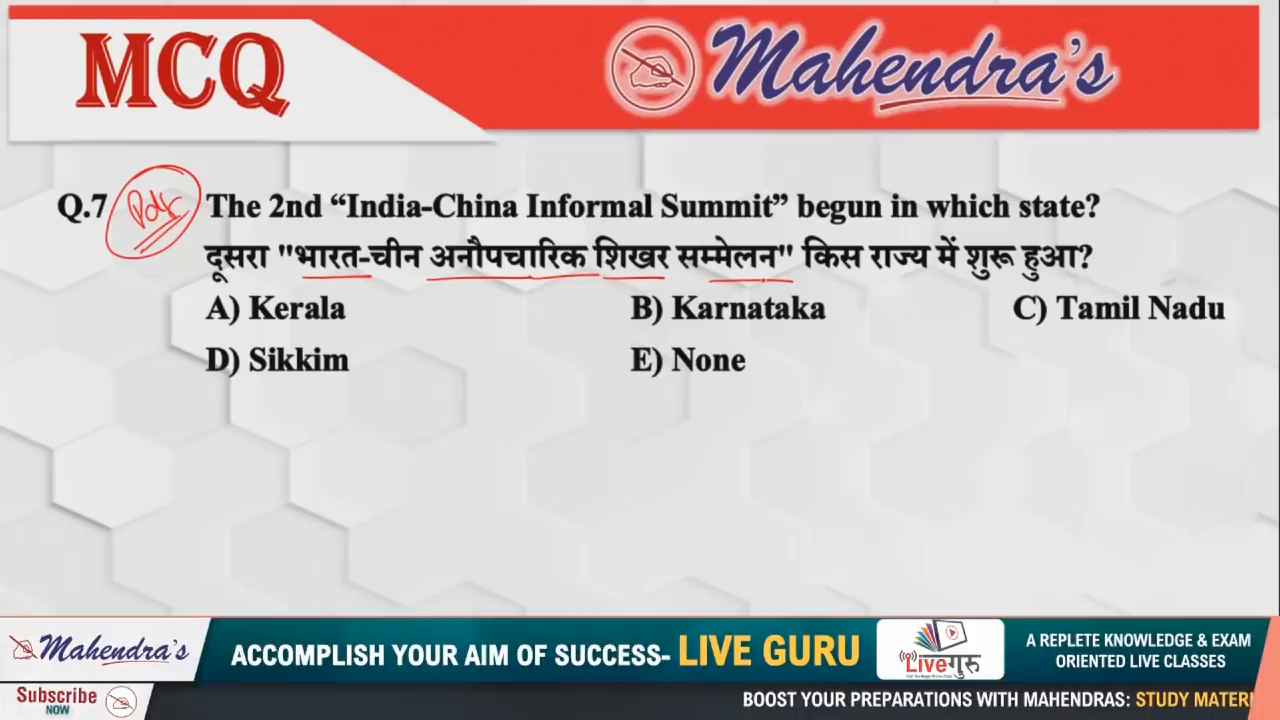 MCQ
Mahendra's
Q.7 The 2nd “India-China Informal Summit” begun in which state?
दूसरा "भारत-चीन अनौपचारिक शिखर सम्मेलन" किस राज्य में शुरू हुआ?
A) Kerala B) Karnataka C) Tamil Nadu
D) Sikkim E) None
Mahendra's
ACCOMPLISH YOUR AIM OF SUCCESS- LIVE GURU
Liveगुरू
A REPLETE KNOWLEDGE & EXAM
ORIENTED LIVE CLASSES
Subscribe
NOW
BOOST YOUR PREPARATIONS WITH MAHENDRAS: STUDY MATERI